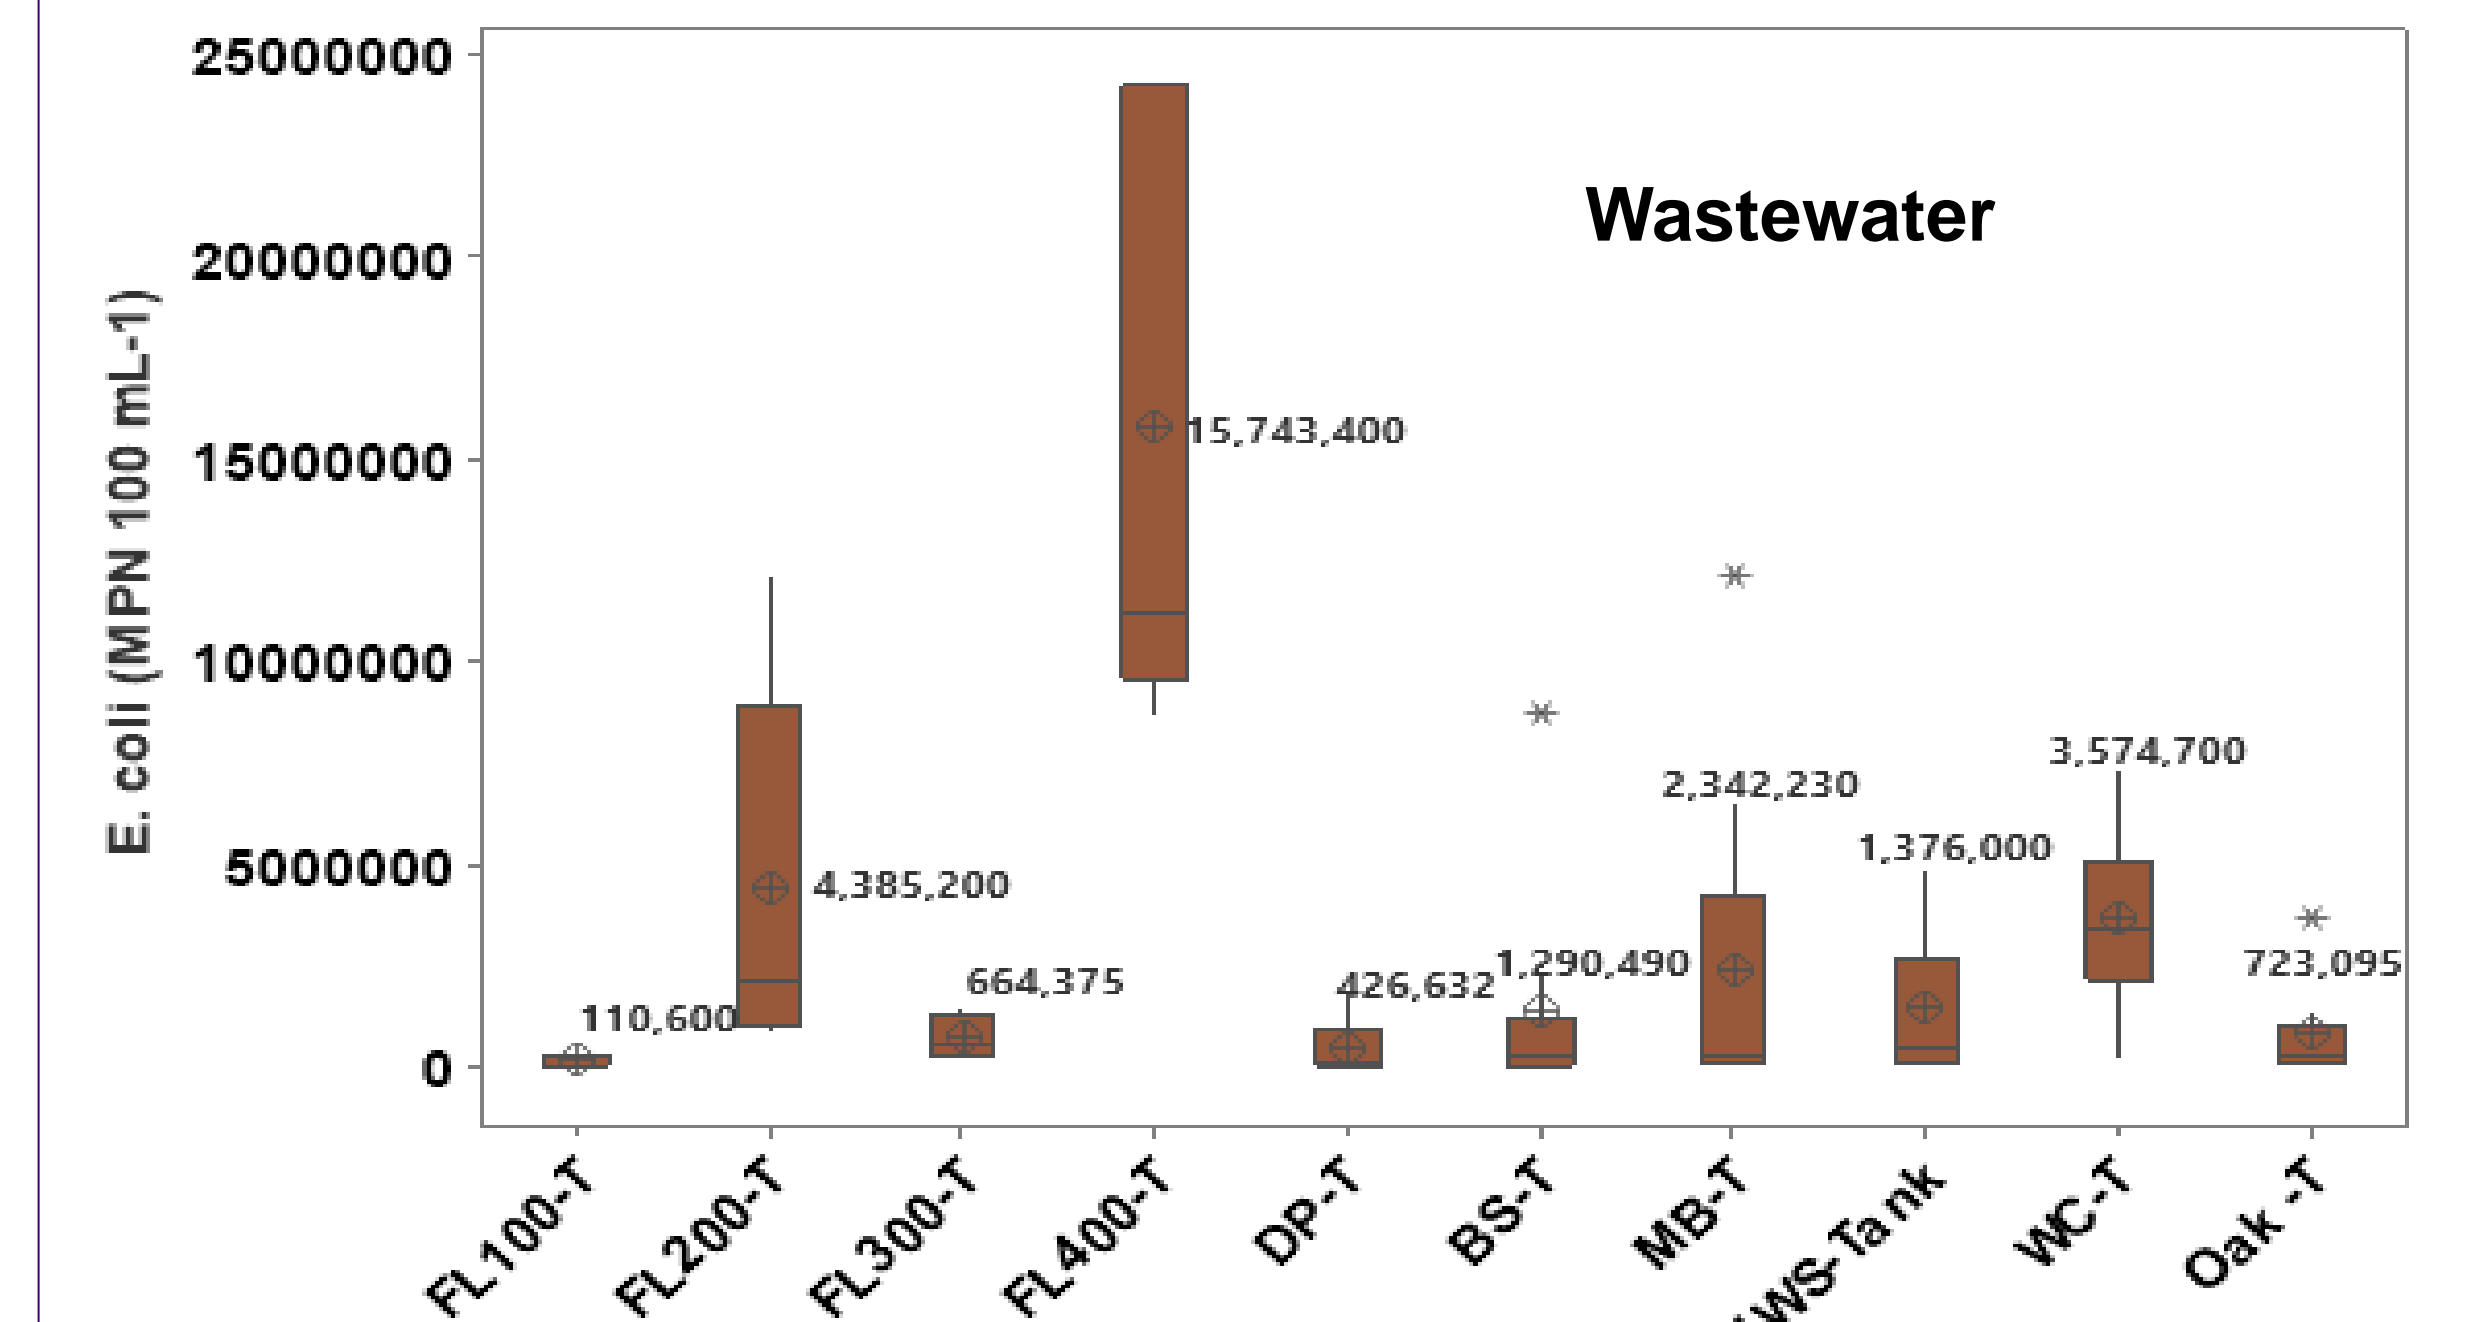 Wastewater
E. coli (MPN 100 mL-1)
25000000
20000000
15000000
10000000
5000000
0
110,600
4,385,200
664,375
15,743,400
426,632
1,290,490
2,342,230
1,376,000
3,574,700
723,095
FL100-T
FL200-T
FL300-T
FL400-T
DP-T
BS-T
MB-T
WS-Tank
WC-T
Oak -T